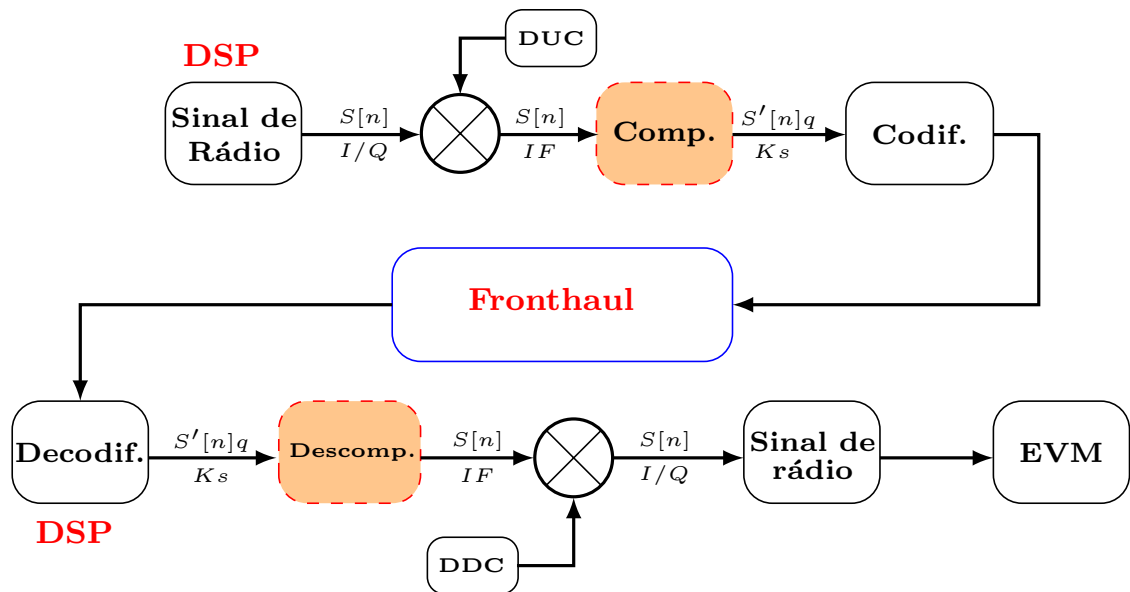 DUC
DSP
Sinal de
Rádio
S[n]
I/Q
S[n]
IF
Comp.
S′[n]q
Ks
Codif.
Fronthaul
Decodif.
S′[n]q
Ks
Descomp.
S[n]
IF
S[n]
I/Q
Sinal de
rádio
EVM
DSP
DDC